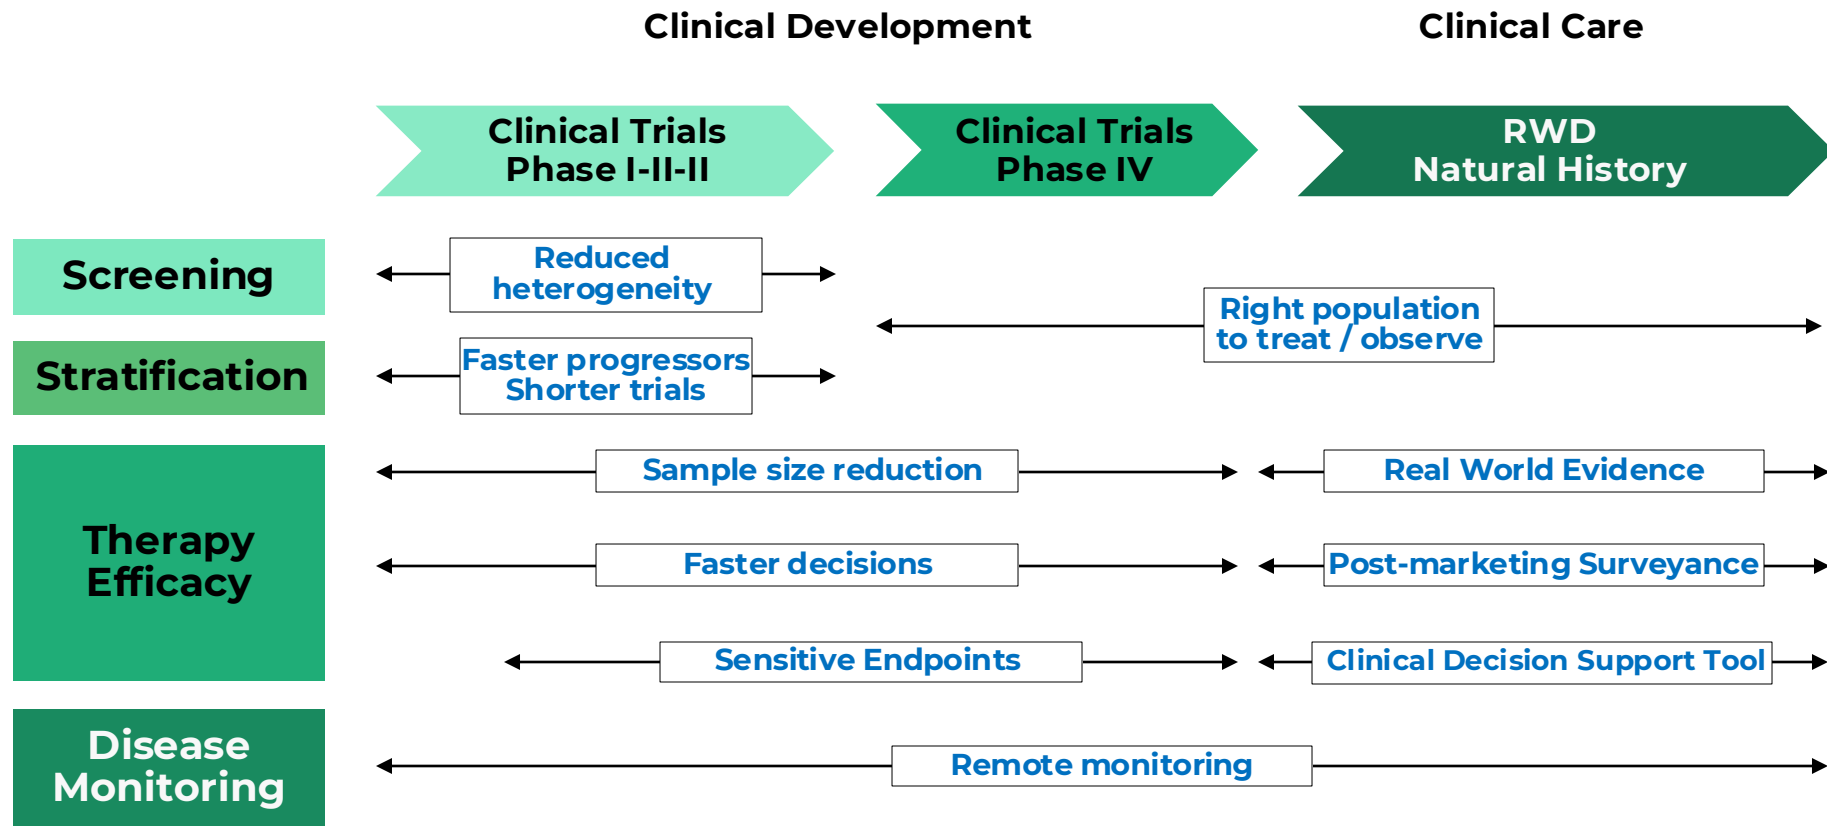 Clinical Development
Clinical Care
Clinical Trials
Phase I-II-II
Clinical Trials
Phase IV
RWD
Natural History
Screening
Reduced
heterogeneity
Right population
to treat / observe
Stratification
Faster progressors
Shorter trials
Therapy
Efficacy
Sample size reduction
Real World Evidence
Faster decisions
Post-marketing Surveyance
Sensitive Endpoints
Clinical Decision Support Tool
Disease
Monitoring
Remote monitoring